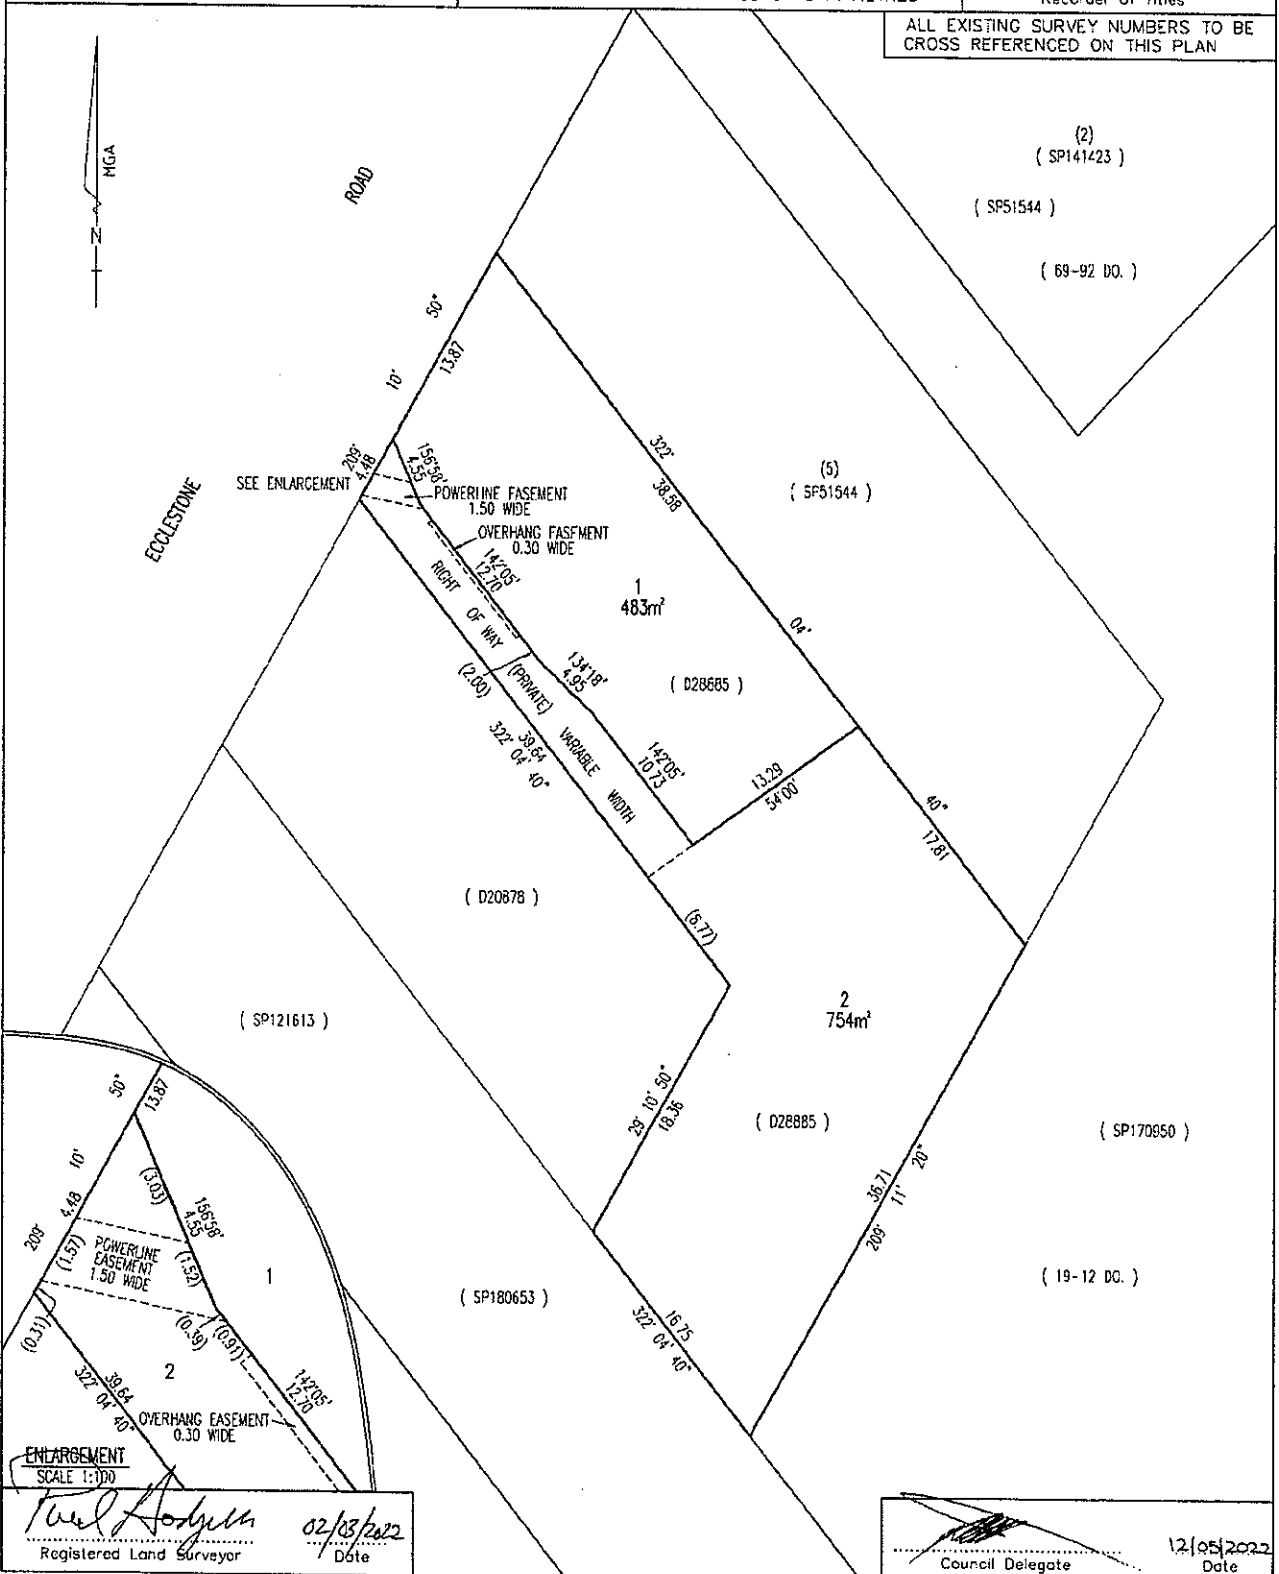 Recorder of Titles
ALL EXISTING SURVEY NUMBERS TO BE
CROSS REFERENCED ON THIS PLAN
MGA
N
ROAD
ECCLESTONE
(2)
( SP141423 )
( SP51544 )
( 69-92 DO. )
209°
10'
50"
13.87
4.48
SEE ENLARGEMENT
156°58'
4.55
POWERLINE EASEMENT
1.50 WIDE
OVERHANG EASEMENT
0.30 WIDE
142°05'
12.70
322°
38.58
04'
40"
17.81
(5)
( SP51544 )
1
483m²
( D28685 )
RIGHT
OF WAY
(PRIVATE)
VARIABLE
WIDTH
(2.00)
134°18'
4.95
39.64
322° 04' 40"
142°05'
10.73
13.29
54°00'
( D20878 )
(8.77)
2
754m²
( SP121613 )
29° 10' 50"
18.36
( D28885 )
( SP170950 )
36.71
209° 11' 20"
( 19-12 DO. )
( SP180653 )
16.75
322° 04' 40"
50"
13.87
10'
4.48
209°
(3.03)
156°58'
4.55
(1.57)
POWERLINE
EASEMENT
1.50 WIDE
(1.52)
1
(0.31)
(0.39)
(0.91)
2
39.64
322° 04' 40"
142°05'
12.70
OVERHANG EASEMENT
0.30 WIDE
ENLARGEMENT
SCALE 1:100
02/03/2022
Registered Land Surveyor
Date
12/05/2022
Council Delegate
Date